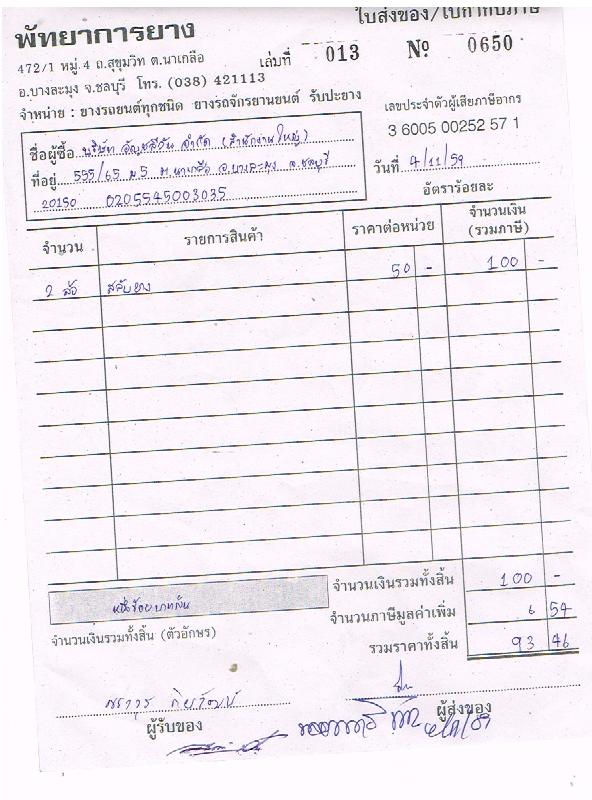 ใบส่งของ/ใบกำกับภาษี
พัทยาการยาง
472/1 หมู่.4 ถ.สุขุมวิท ต.นาเกลือ
เล่มที่ 013 № 0650
อ.บางละมุง จ.ชลบุรี โทร. (038) 421113
จำหน่าย : ยางรถยนต์ทุกชนิด ยางรถจักรยานยนต์ รับปะยาง
เลขประจำตัวผู้เสียภาษีอากร
3 6005 00252 57 1
ชื่อผู้ซื้อ บริษัท อัญชลีวัน จำกัด (สำนักงานใหญ่)
ที่อยู่ 555/65 ม.5 ต.นาเกลือ อ.บางละมุง จ.ชลบุรี
20150 0205545003035
วันที่ 4/11/59
อัตราร้อยละ
จำนวน รายการสินค้า ราคาต่อหน่วย จำนวนเงิน
(รวมภาษี)
2 สลับยาง 50 - 100 -
จำนวนเงินรวมทั้งสิ้น 100 -
หนึ่งร้อยบาทถ้วน
จำนวนภาษีมูลค่าเพิ่ม 6 54
จำนวนเงินรวมทั้งสิ้น (ตัวอักษร)
รวมราคาทั้งสิ้น 93 46
ผู้รับของ ผู้ส่งของ